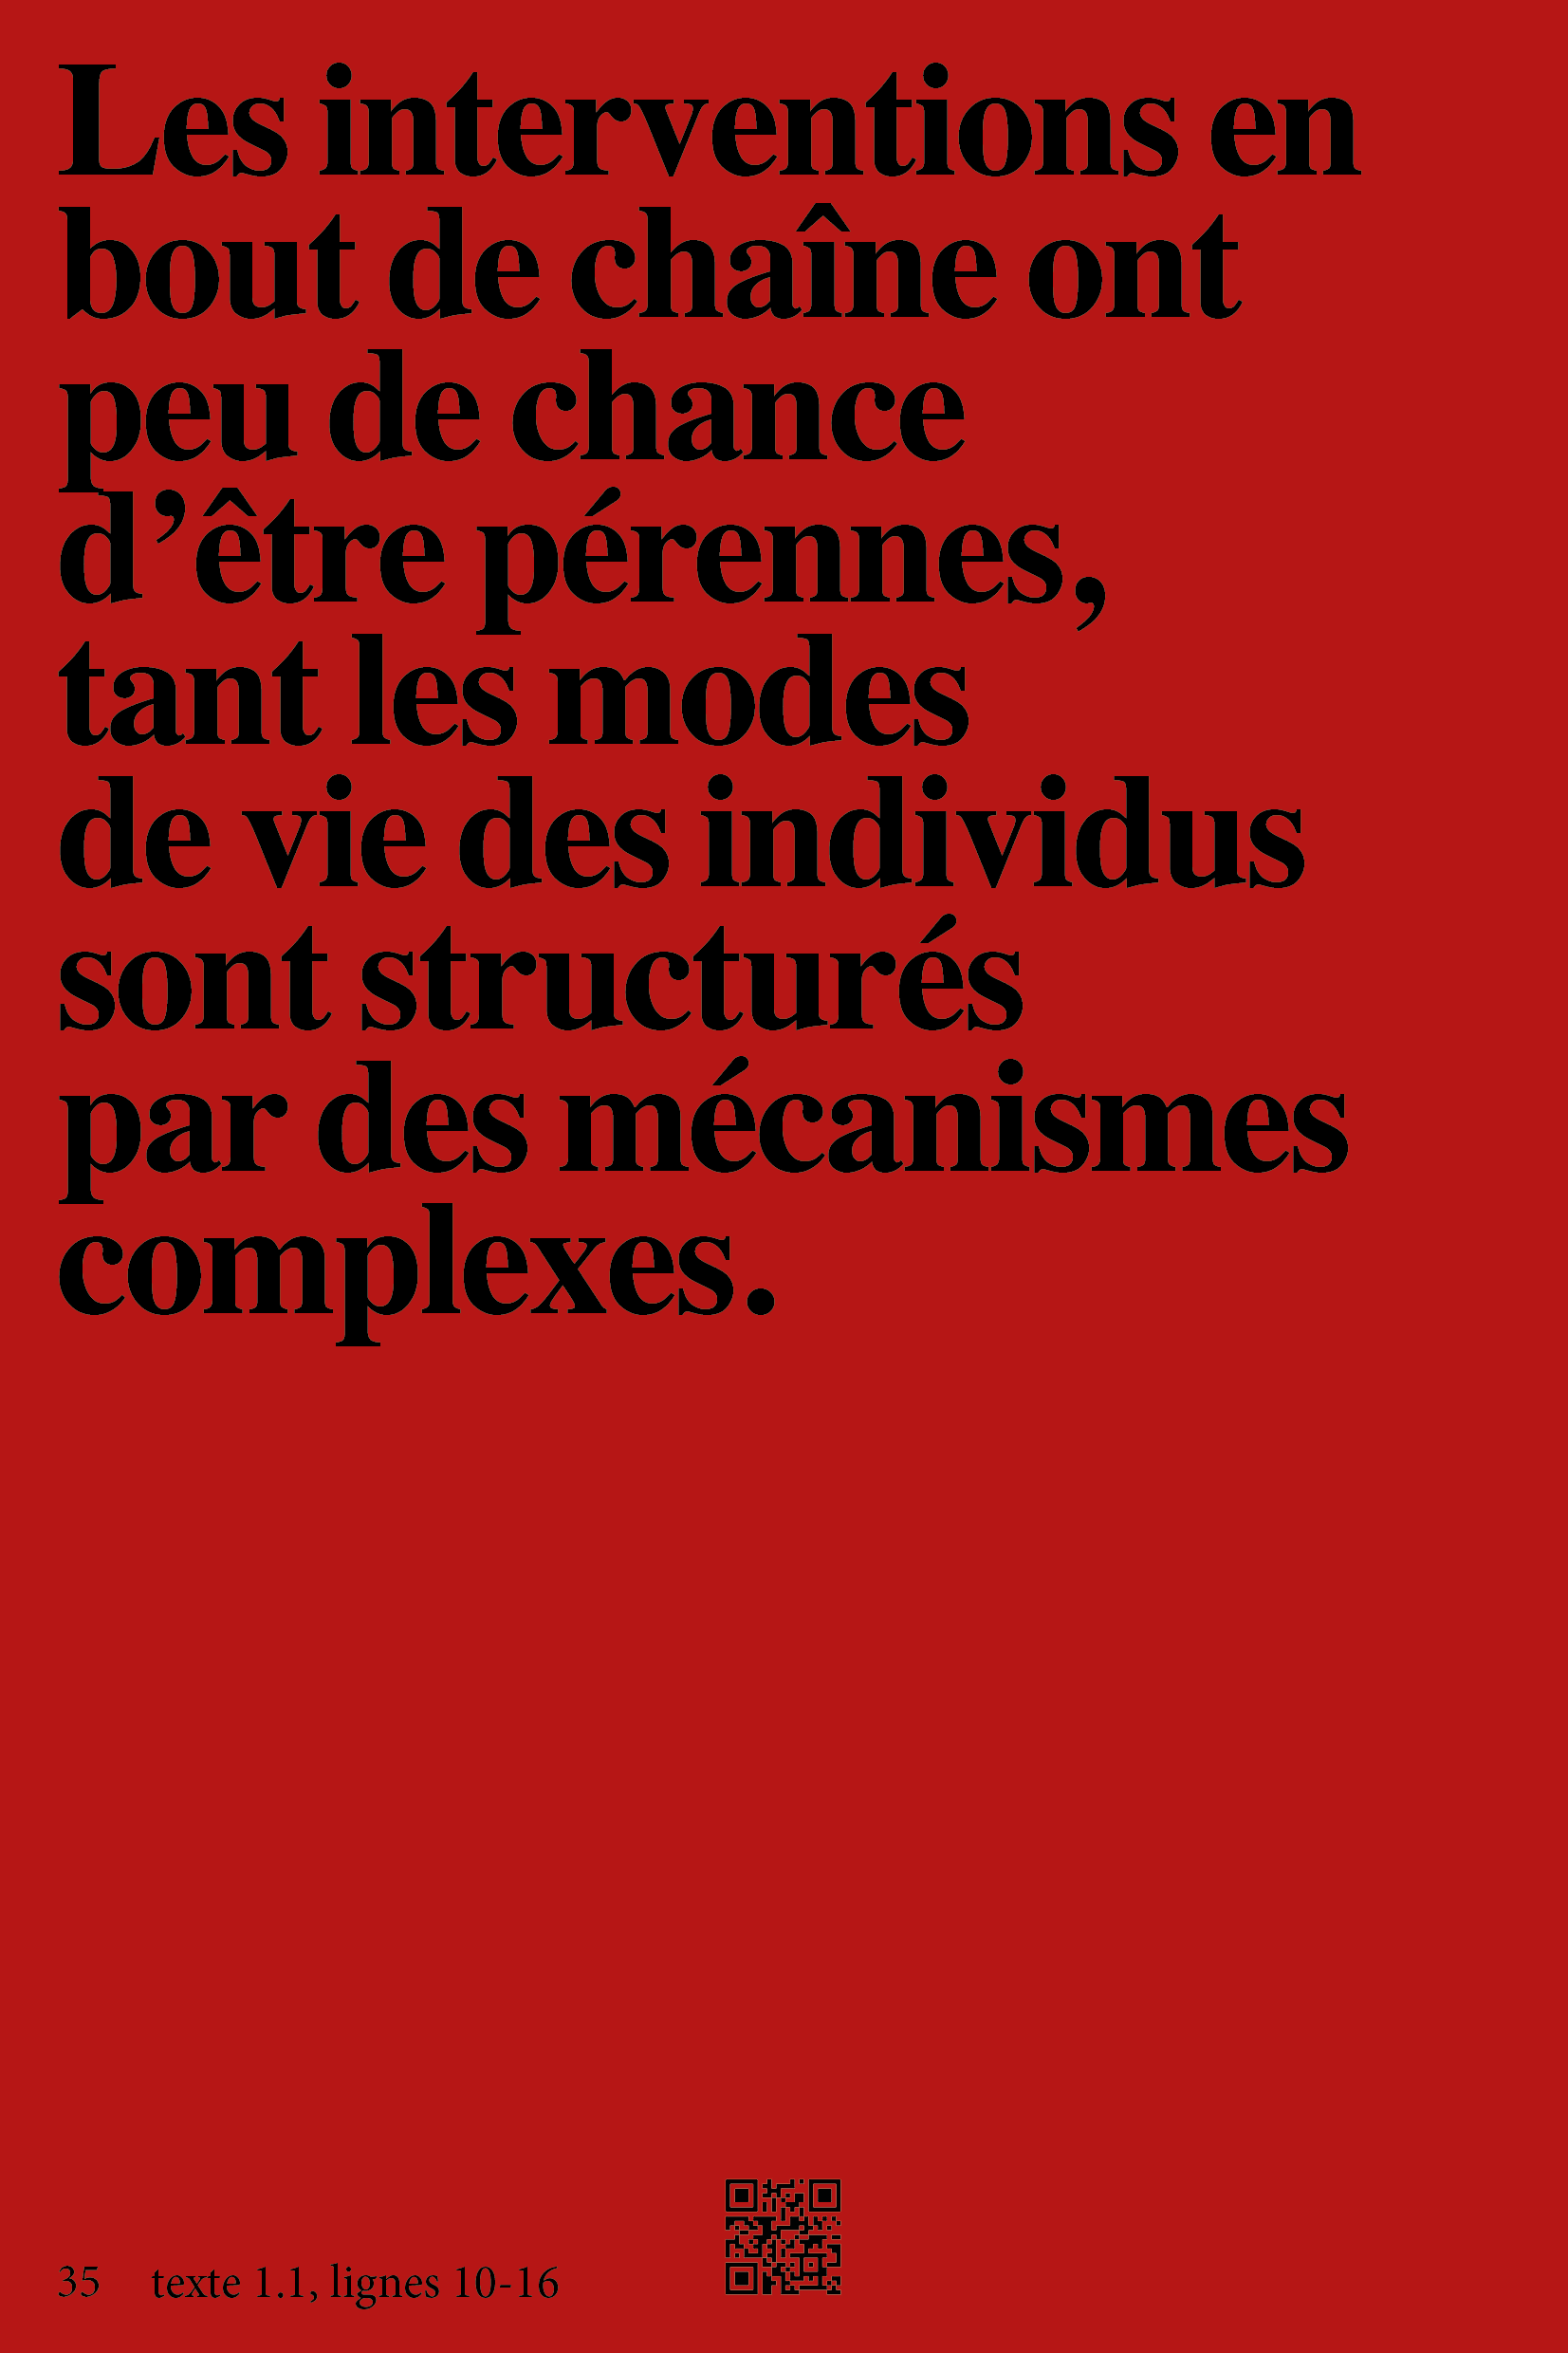 Les interventions en
bout de chaîne ont
peu de chance
d’être pérennes,
tant les modes
de vie des individus
sont structurés
par des mécanismes
complexes.
35 texte 1.1, lignes 10-16